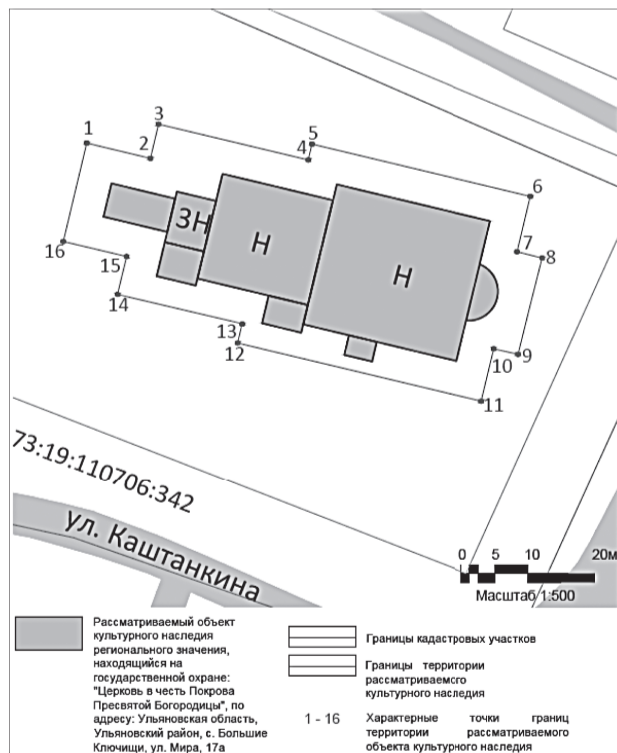 3
1
2
4
5
6
3Н
Н
Н
7
8
16
15
14
13
12
10
9
11
73:19:110706:342
ул. Каштанкина
0 5 10 20м
Масштаб 1:500
Рассматриваемый объект
культурного наследия
регионального значения,
находящийся на
государственной охране:
"Церковь в честь Покрова
Пресвятой Богородицы", по
адресу: Ульяновская область,
Ульяновский район, с. Большие
Ключищи, ул. Мира, 17а
Границы кадастровых участков
Границы территории
рассматриваемсго
культурного наследия
1 - 16
Характерные точки границ
территории рассматриваемого
объекта культурного наследия